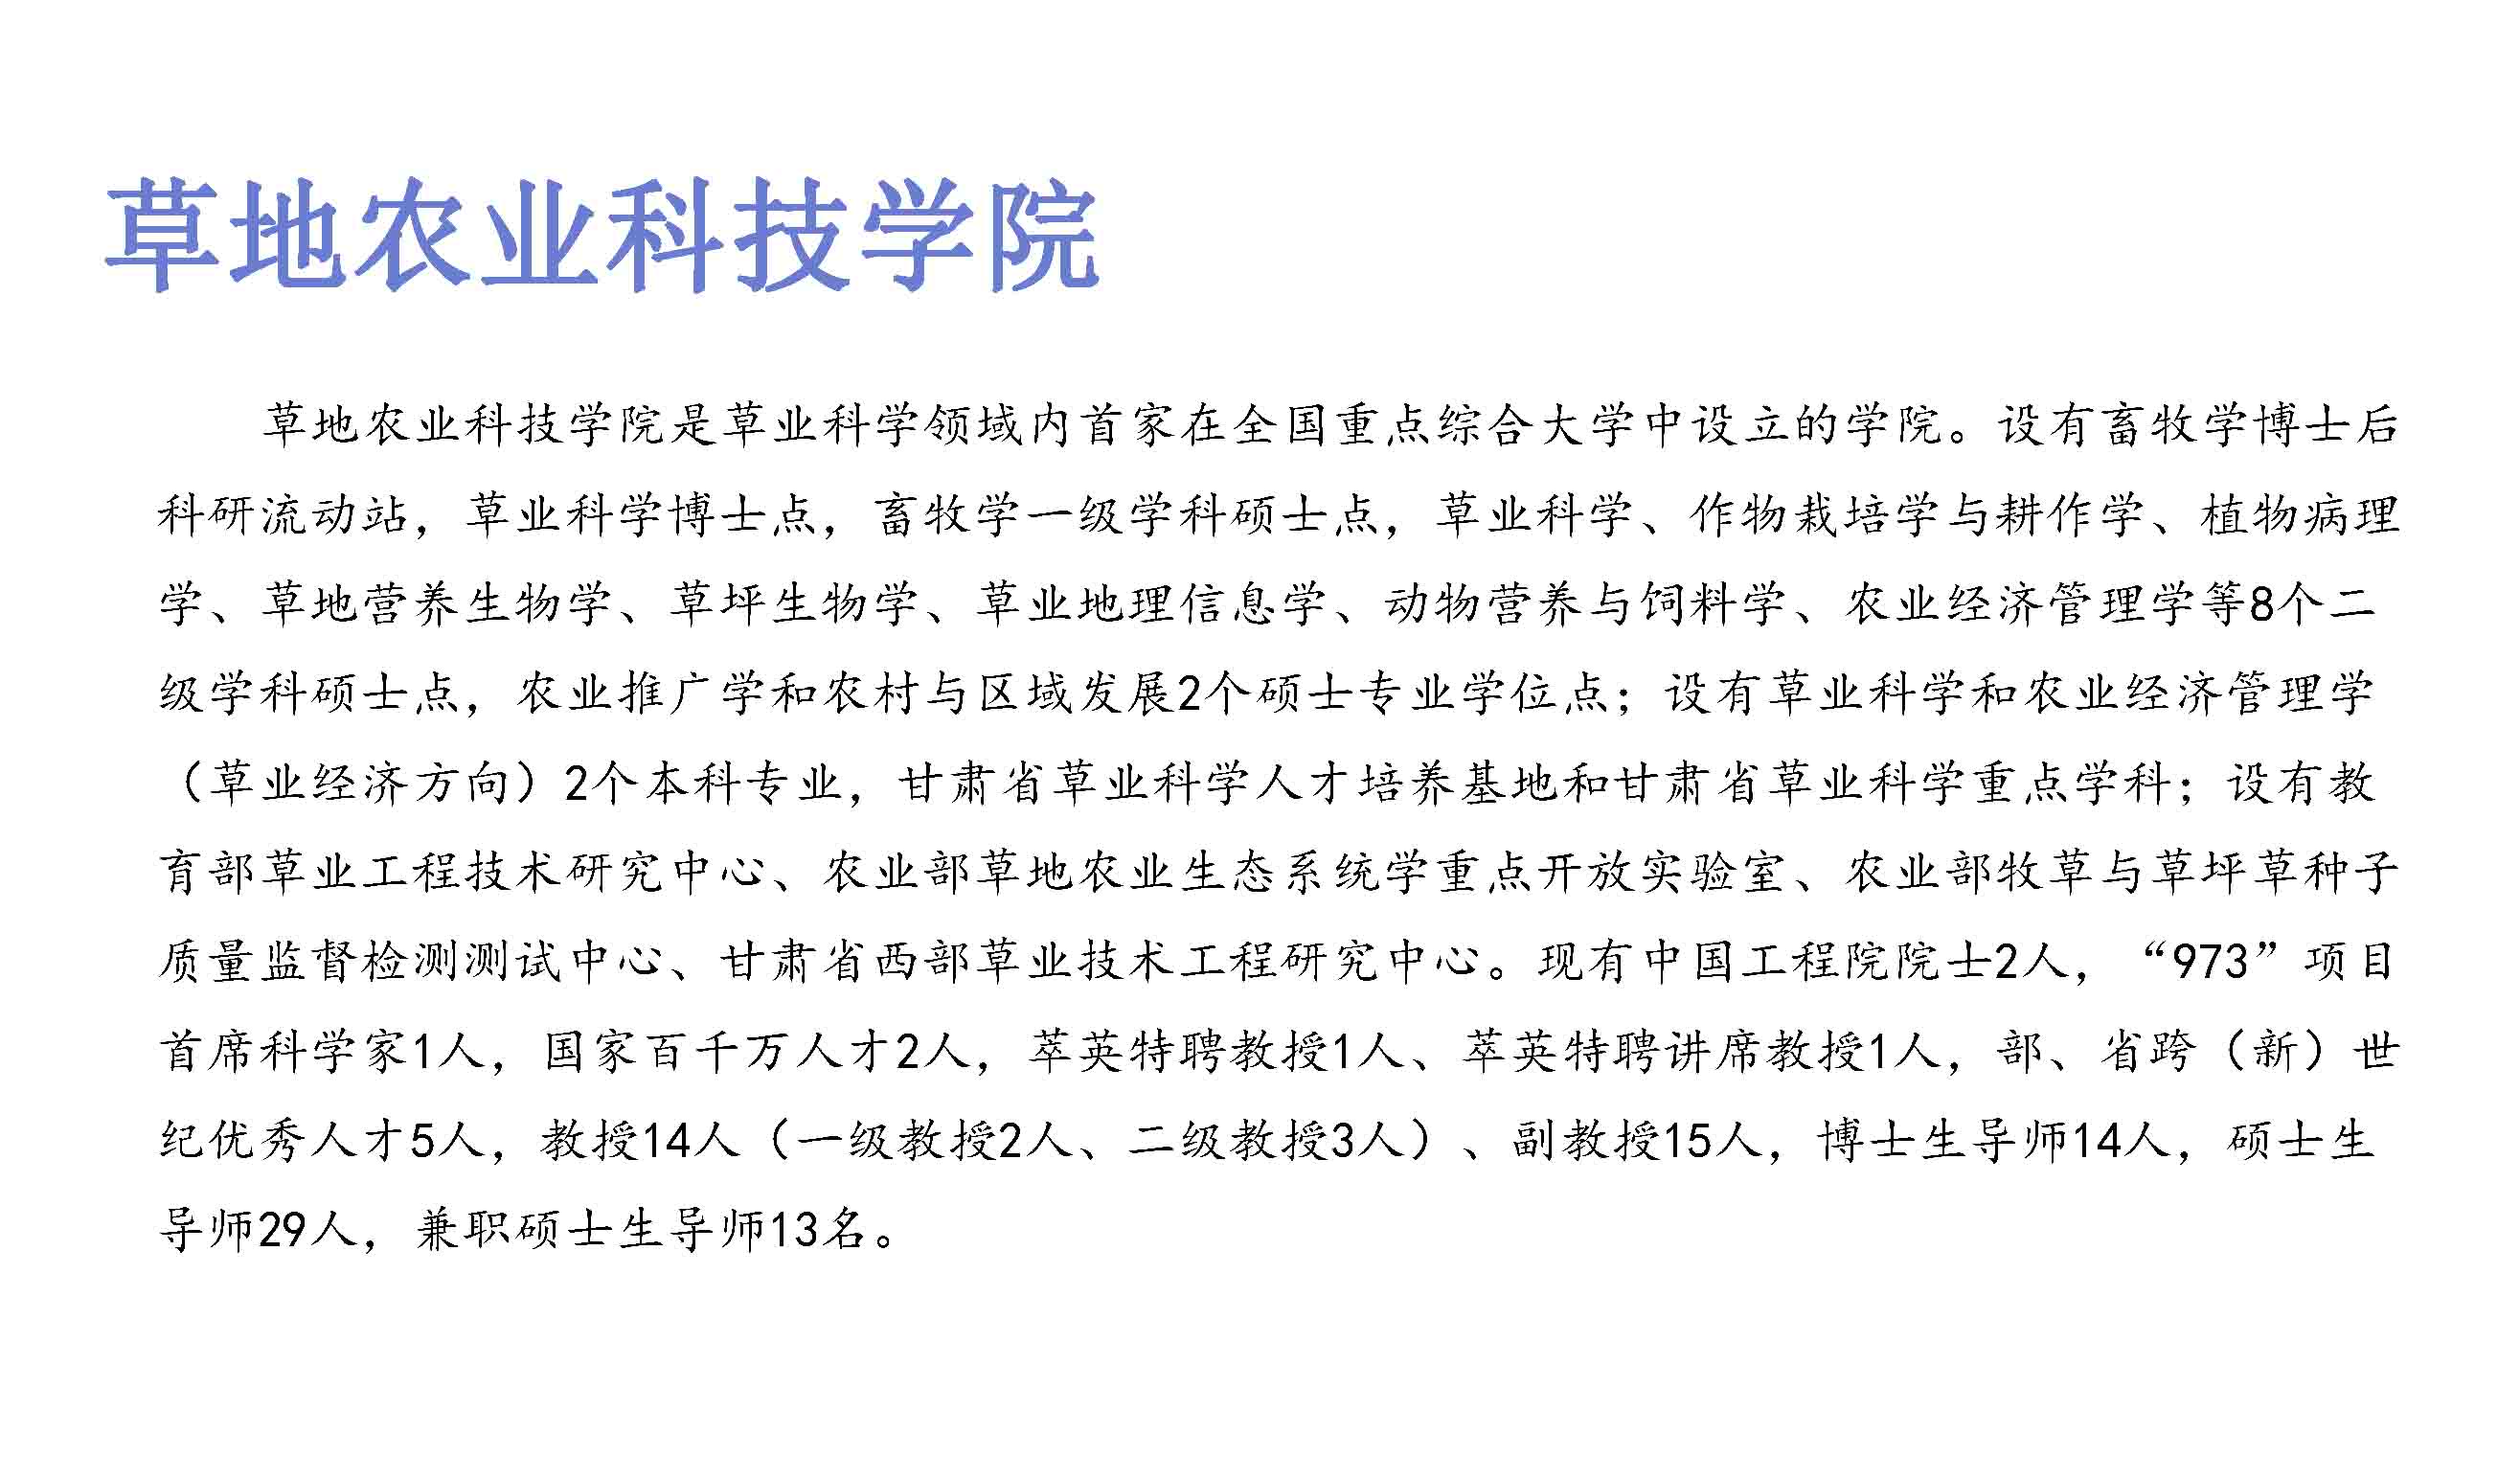 草地农业科技学院
草地农业科技学院是草业科学领域内首家在全国重点综合大学中设立的学院。设有畜牧学博士后
科研流动站，草业科学博士点，畜牧学一级学科硕士点，草业科学、作物栽培学与耕作学、植物病理
学、草地营养生物学、草坪生物学、草业地理信息学、动物营养与饲料学、农业经济管理学等8个二
级学科硕士点，农业推广学和农村与区域发展2个硕士专业学位点；设有草业科学和农业经济管理学
（草业经济方向）2个本科专业，甘肃省草业科学人才培养基地和甘肃省草业科学重点学科；设有教
育部草业工程技术研究中心、农业部草地农业生态系统学重点开放实验室、农业部牧草与草坪草种子
质量监督检测测试中心、甘肃省西部草业技术工程研究中心。现有中国工程院院士2人，“973”项目
首席科学家1人，国家百千万人才2人，萃英特聘教授1人、萃英特聘讲席教授1人，部、省跨（新）世
纪优秀人才5人，教授14人（一级教授2人、二级教授3人）、副教授15人，博士生导师14人，硕士生
导师29人，兼职硕士生导师13名。